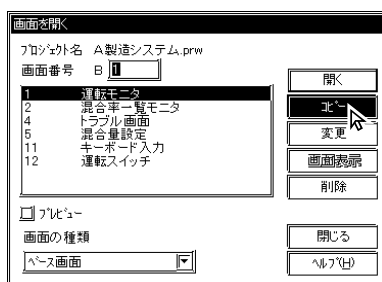 画面を開く
プロジェクト名 A製造システム.prw
画面番号 B 1
1 運転モニタ
2 混合率一覧モニタ
4 トラブル画面
5 混合量設定
11 キーボード入力
12 運転スイッチ
開く
コピー
変更
画面表示
削除
プレビュー
画面の種類
ベース画面
閉じる
ヘルプ(H)